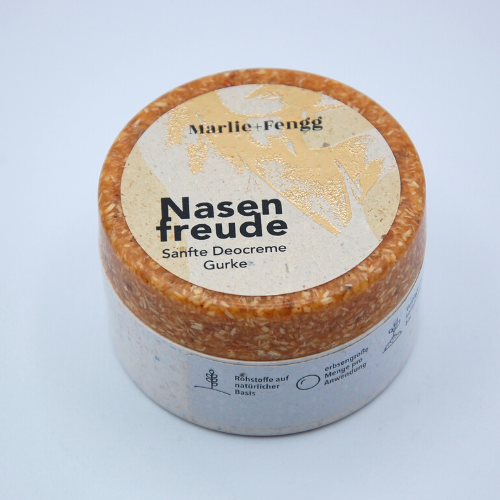 Marlie+Fengg
Nasen
freude
Sanfte Deocreme
Gurke
Rohstoffe auf
natürlicher
Basis
erbsengroße
Menge pro
Anwendung